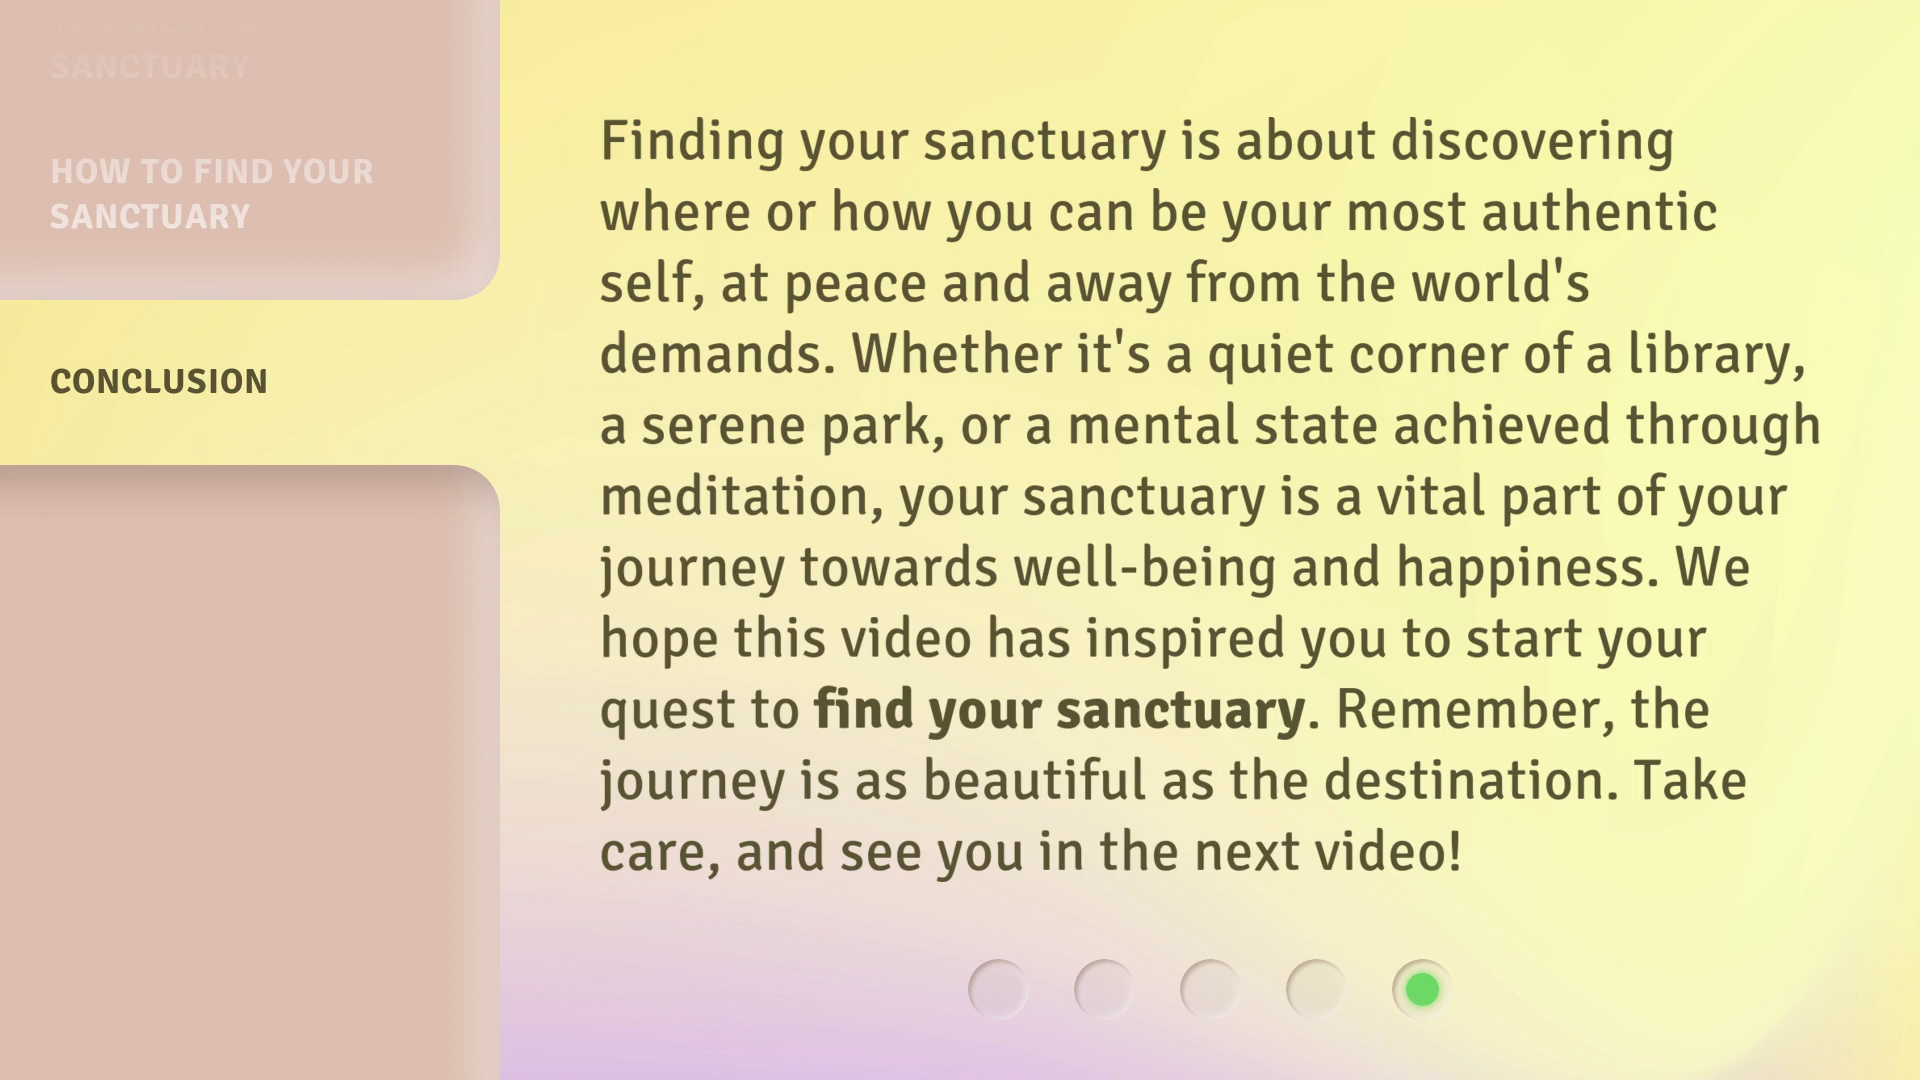 SANCTUARY
HOW TO FIND YOUR
SANCTUARY
CONCLUSION
Finding your sanctuary is about discovering
where or how you can be your most authentic
self, at peace and away from the world's
demands. Whether it's a quiet corner of a library,
a serene park, or a mental state achieved through
meditation, your sanctuary is a vital part of your
journey towards well-being and happiness. We
hope this video has inspired you to start your
quest to find your sanctuary. Remember, the
journey is as beautiful as the destination. Take
care, and see you in the next video!